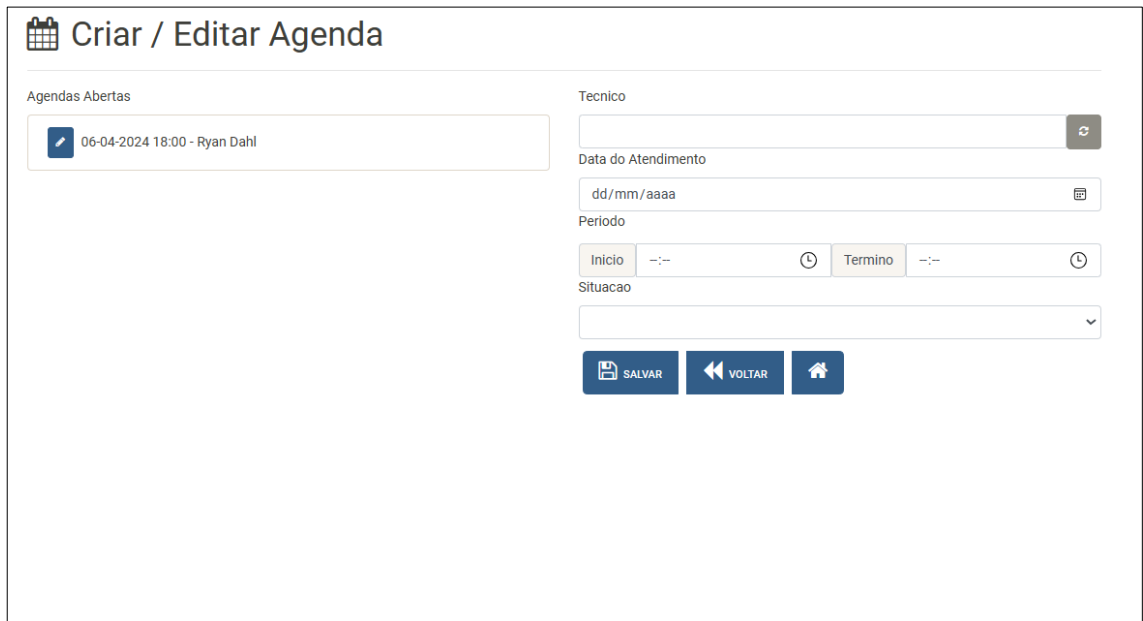 Criar / Editar Agenda
Agendas Abertas
06-04-2024 18:00 - Ryan Dahl
Tecnico
Data do Atendimento
dd/mm/aaaa
Periodo
Inicio --:-- Termino --:--
Situacao
SALVAR VOLTAR